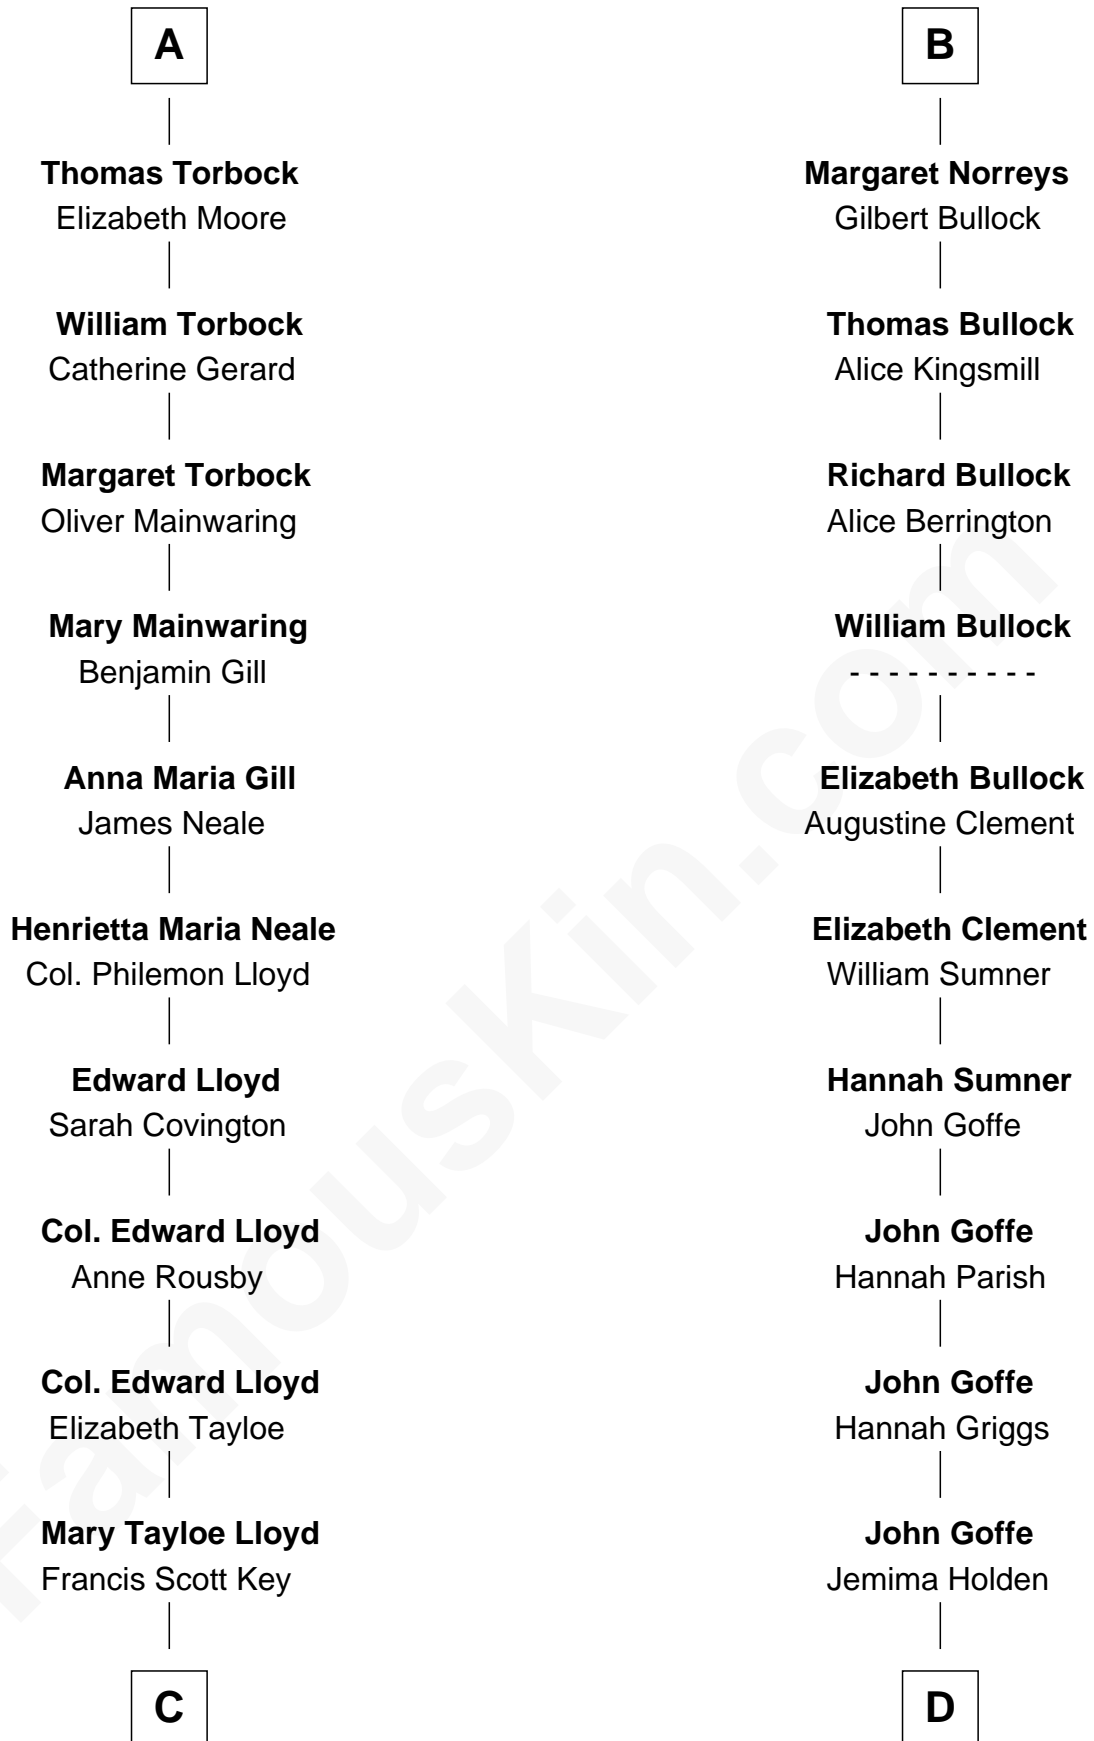 A
Thomas Torbock
Elizabeth Moore
William Torbock
Catherine Gerard
Margaret Torbock
Oliver Mainwaring
Mary Mainwaring
Benjamin Gill
Anna Maria Gill
James Neale
Henrietta Maria Neale
Col. Philemon Lloyd
Edward Lloyd
Sarah Covington
Col. Edward Lloyd
Anne Rousby
Col. Edward Lloyd
Elizabeth Tayloe
Mary Tayloe Lloyd
Francis Scott Key
C
B
Margaret Norreys
Gilbert Bullock
Thomas Bullock
Alice Kingsmill
Richard Bullock
Alice Berrington
William Bullock
- - - - - - - - - -
Elizabeth Bullock
Augustine Clement
Elizabeth Clement
William Sumner
Hannah Sumner
John Goffe
John Goffe
Hannah Parish
John Goffe
Hannah Griggs
John Goffe
Jemima Holden
D
FamousKin.com